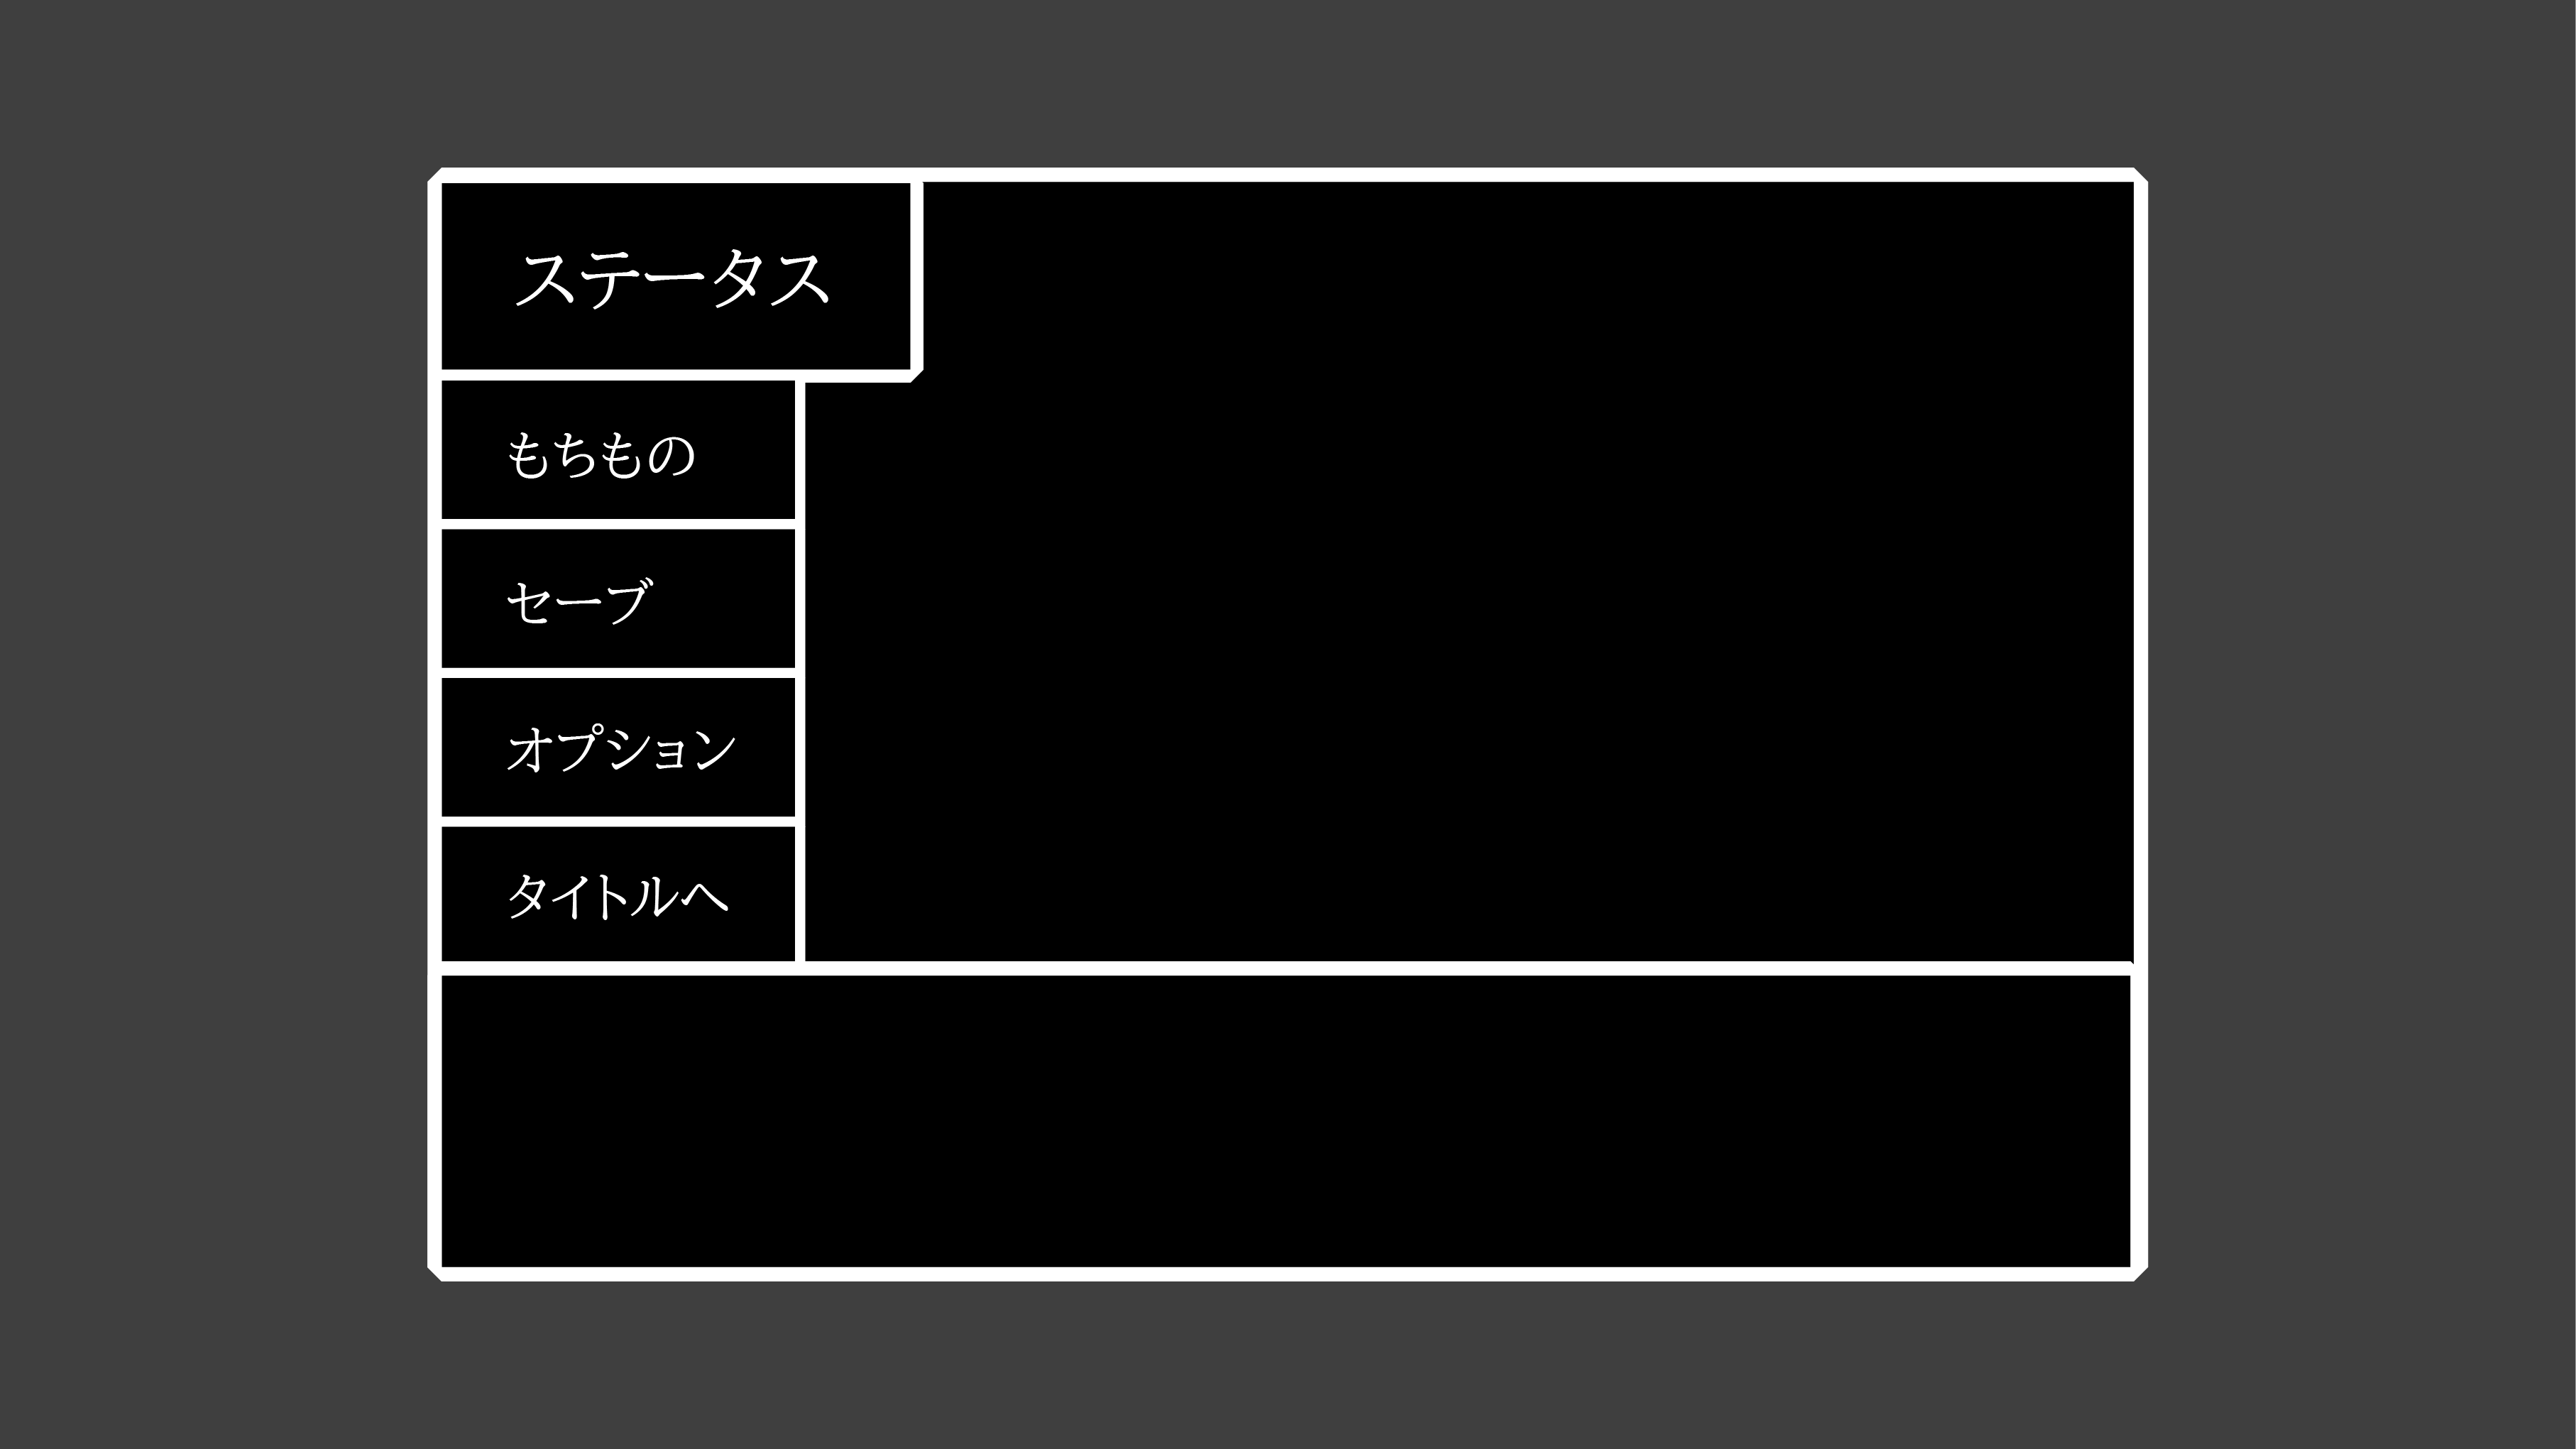 ステータス
もちもの
セーブ
オプション
タイトルへ